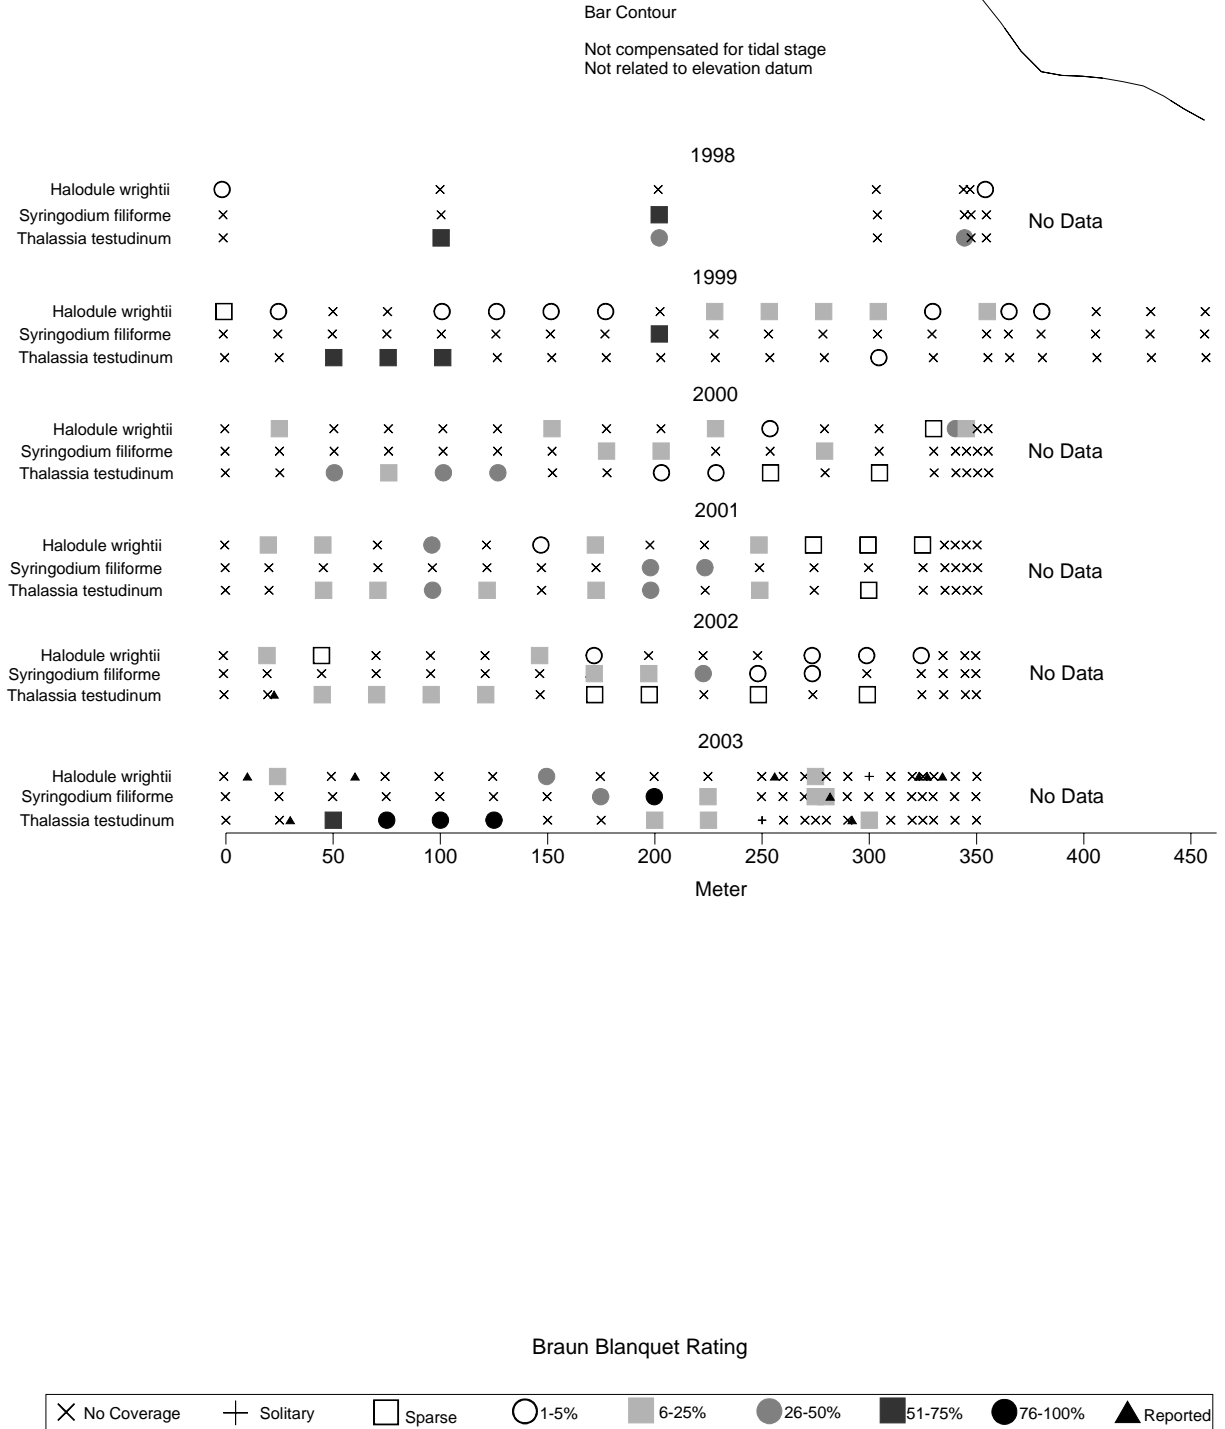 Bar Contour
Not compensated for tidal stage
Not related to elevation datum
1998
Halodule wrightii
Syringodium filiforme
Thalassia testudinum
No Data
1999
Halodule wrightii
Syringodium filiforme
Thalassia testudinum
2000
Halodule wrightii
Syringodium filiforme
Thalassia testudinum
No Data
2001
Halodule wrightii
Syringodium filiforme
Thalassia testudinum
No Data
2002
Halodule wrightii
Syringodium filiforme
Thalassia testudinum
No Data
2003
Halodule wrightii
Syringodium filiforme
Thalassia testudinum
No Data
0 50 100 150 200 250 300 350 400 450
Meter
Braun Blanquet Rating
No Coverage Solitary Sparse 1-5% 6-25% 26-50% 51-75% 76-100% Reported